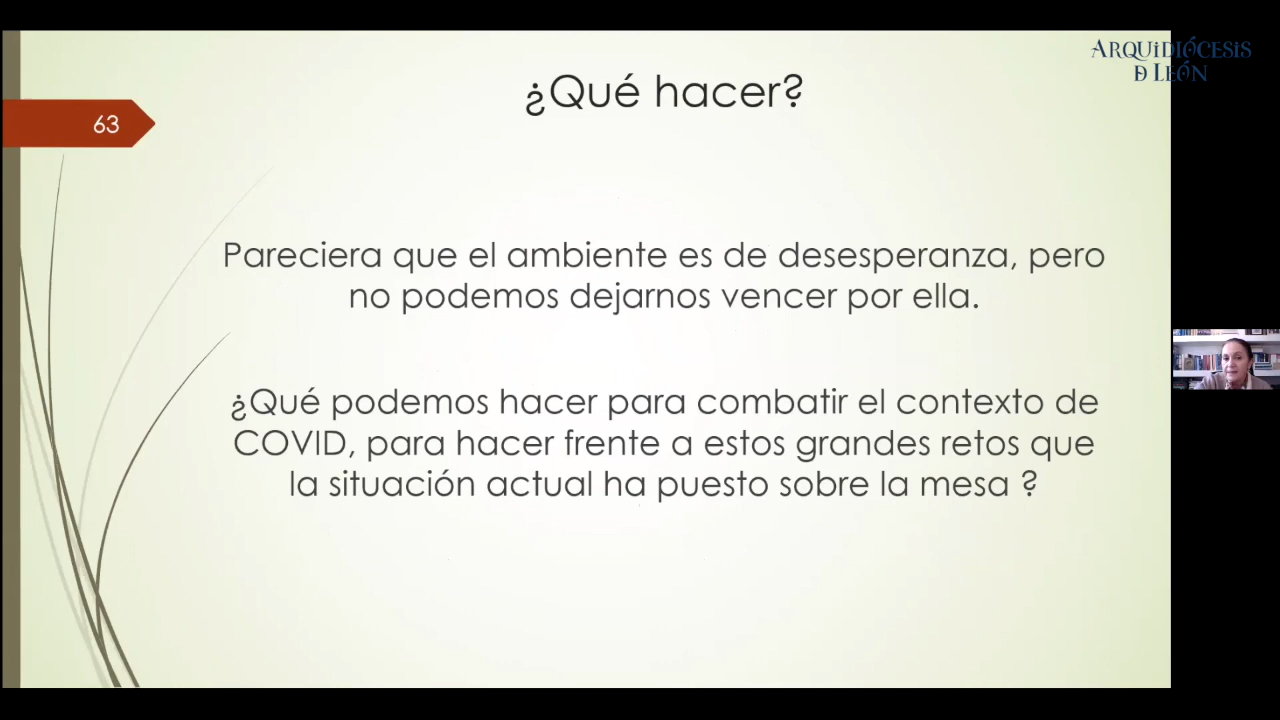 ARQUIDIÓCESIS
D LEÓN
¿Qué hacer?
63
Pareciera que el ambiente es de desesperanza, pero
no podemos dejarnos vencer por ella.
¿Qué podemos hacer para combatir el contexto de
COVID, para hacer frente a estos grandes retos que
la situación actual ha puesto sobre la mesa ?